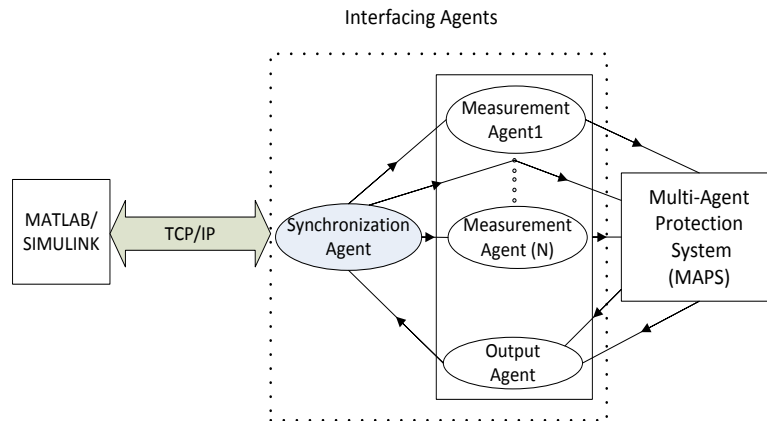 Interfacing Agents
MATLAB/
SIMULINK
TCP/IP
Synchronization
Agent
Measurement
Agent1
Measurement
Agent (N)
Output
Agent
Multi-Agent
Protection
System
(MAPS)